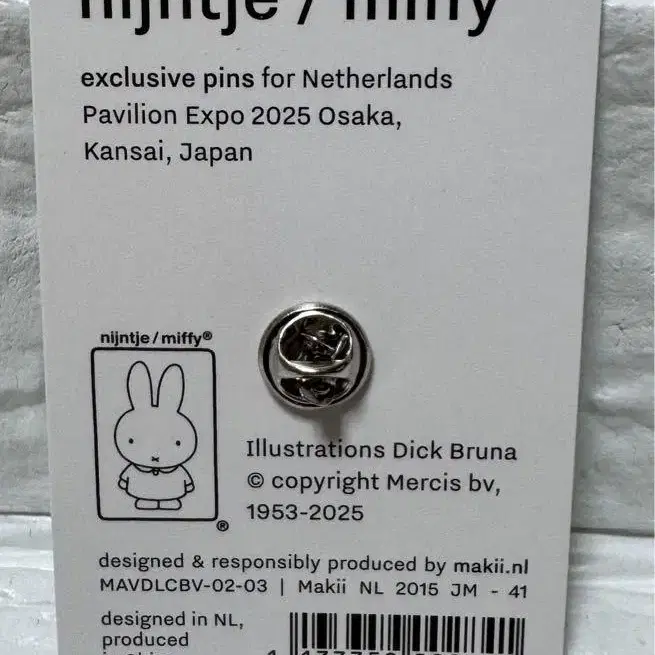 nijntje / miffy
exclusive pins for Netherlands
Pavilion Expo 2025 Osaka,
Kansai, Japan
nijntje / miffy®
®
Illustrations Dick Bruna
© copyright Mercis bv,
1953-2025
designed & responsibly produced by makii.nl
MAVDLCBV-02-03 | Makii NL 2015 JM - 41
designed in NL,
produced